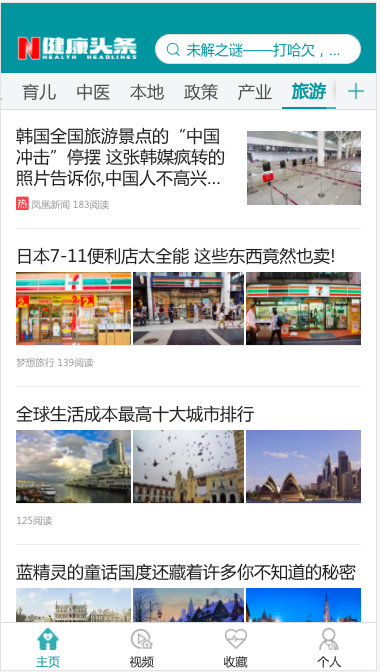 健康头条
HEALTH HEADLINES
未解之谜——打哈欠，...
育儿 中医 本地 政策 产业 旅游
韩国全国旅游景点的“中国
冲击”停摆 这张韩媒疯转的
照片告诉你,中国人不高兴...
热 凤凰新闻 183阅读
日本7-11便利店太全能 这些东西竟然也卖!
梦想旅行 139阅读
全球生活成本最高十大城市排行
125阅读
蓝精灵的童话国度还藏着许多你不知道的秘密
主页 视频 收藏 个人